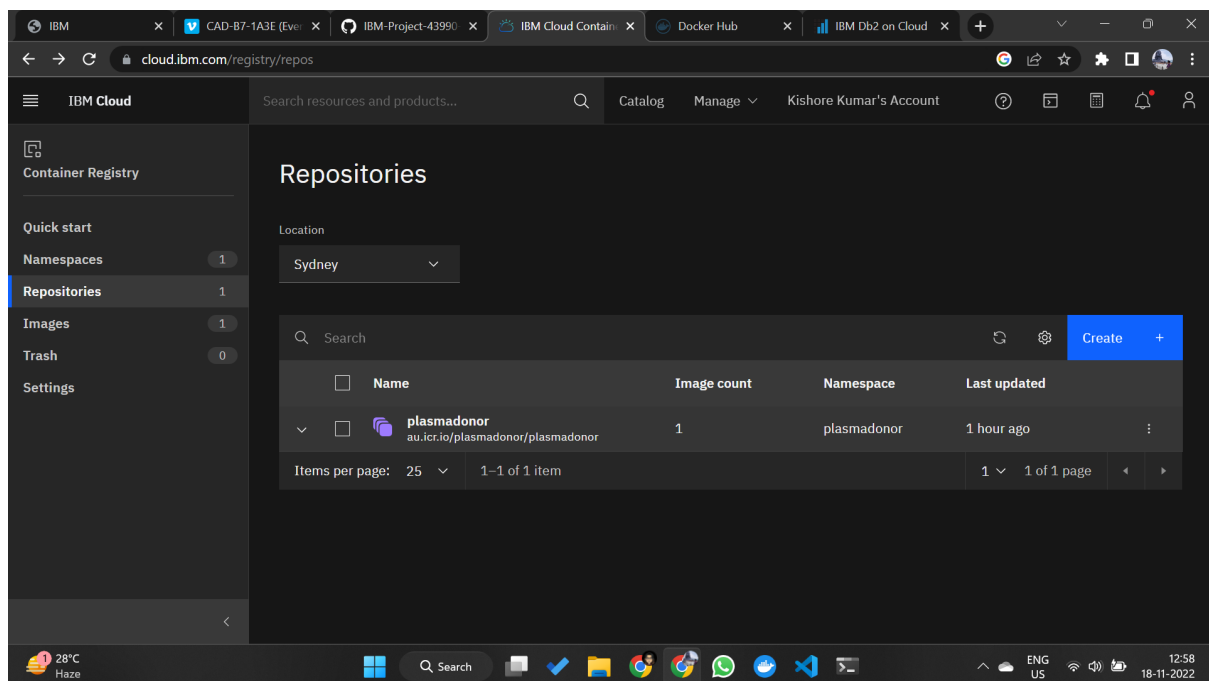 IBM
CAD-B7-1A3E (Ever
IBM-Project-43990
IBM Cloud Contain
Docker Hub
IBM Db2 on Cloud
cloud.ibm.com/registry/repos
IBM Cloud
Search resources and products...
Catalog
Manage
Kishore Kumar's Account
Container Registry
Quick start
Namespaces 1
Repositories 1
Images 1
Trash 0
Settings
Repositories
Location
Sydney
Search
Create +
Name Image count Namespace Last updated
plasmadonor 1 plasmadonor 1 hour ago
au.icr.io/plasmadonor/plasmadonor
Items per page: 25 1–1 of 1 item 1 1 of 1 page
1 28°C
Haze
Search
ENG
US
12:58
18-11-2022